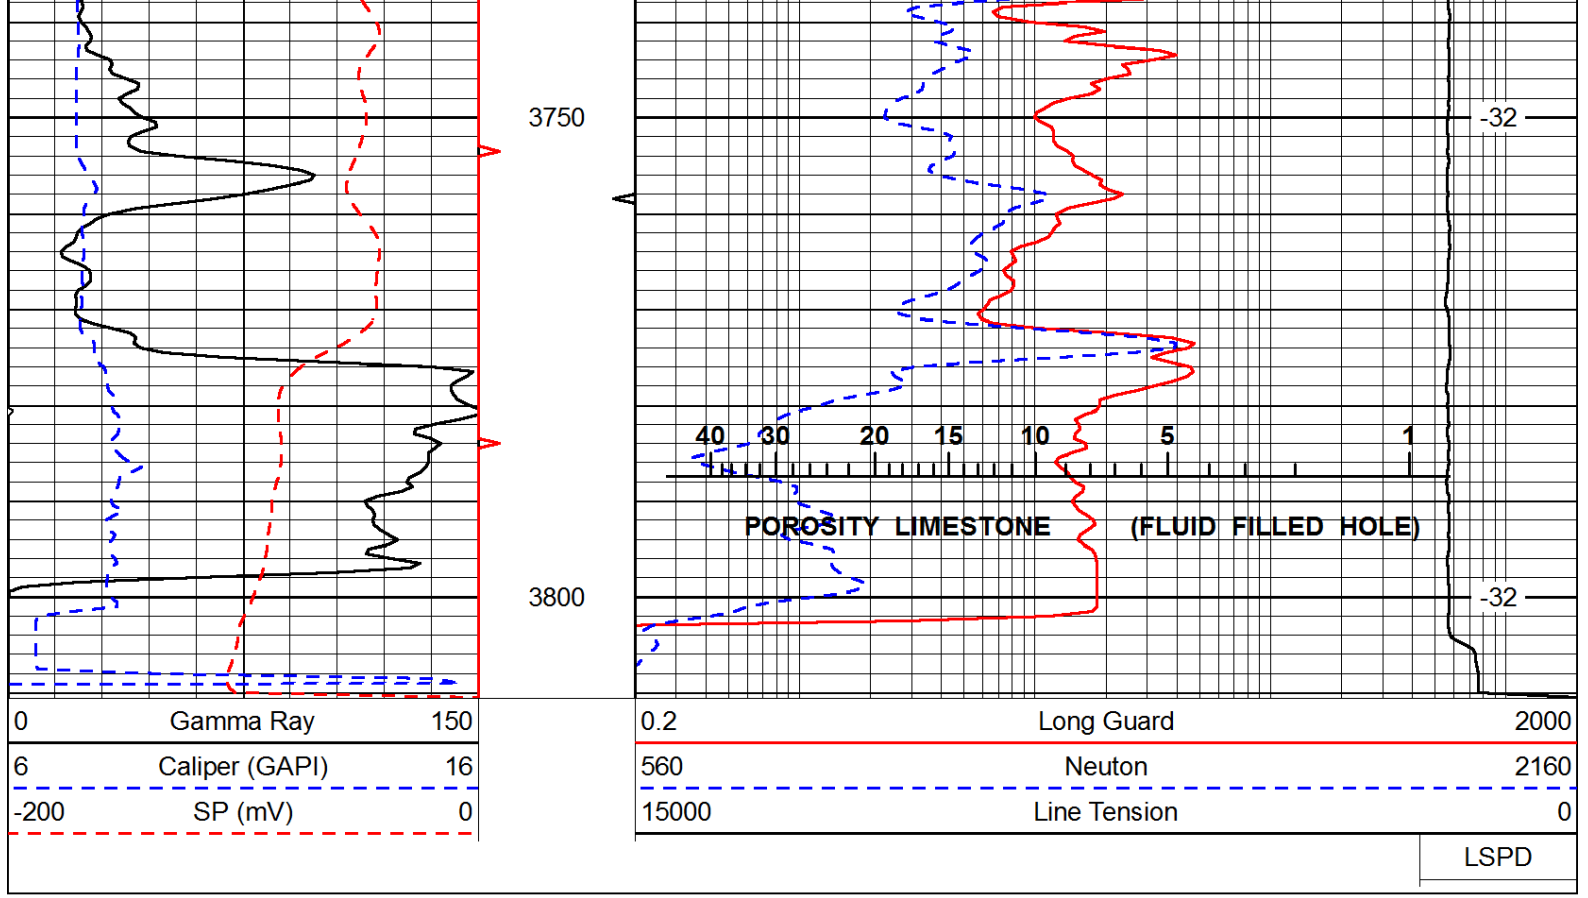 3750
-32
40 30 20 15 10 5 1
POROSITY LIMESTONE (FLUID FILLED HOLE)
3800
-32
0 Gamma Ray 150
6 Caliper (GAPI) 16
-200 SP (mV) 0
0.2 Long Guard 2000
560 Neuton 2160
15000 Line Tension 0
LSPD